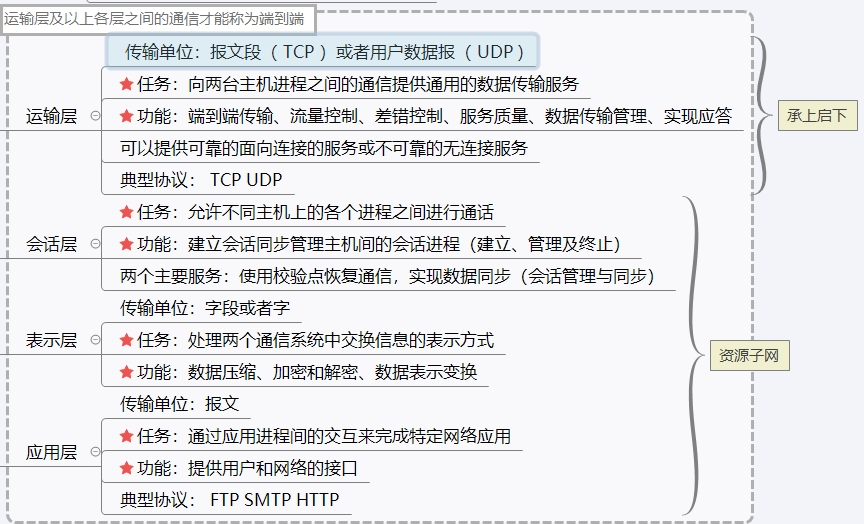 运输层及以上各层之间的通信才能称为端到端
传输单位：报文段（ TCP ）或者用户数据报（ UDP ）
运输层
任务：向两台主机进程之间的通信提供通用的数据传输服务
功能：端到端传输、流量控制、差错控制、服务质量、数据传输管理、实现应答
可以提供可靠的面向连接的服务或不可靠的无连接服务
典型协议： TCP UDP
承上启下
会话层
任务：允许不同主机上的各个进程之间进行通话
功能：建立会话同步管理主机间的会话进程（建立、管理及终止）
两个主要服务：使用校验点恢复通信，实现数据同步（会话管理与同步）
表示层
传输单位：字段或者字
任务：处理两个通信系统中交换信息的表示方式
功能：数据压缩、加密和解密、数据表示变换
应用层
传输单位：报文
任务：通过应用进程间的交互来完成特定网络应用
功能：提供用户和网络的接口
典型协议： FTP SMTP HTTP
资源子网